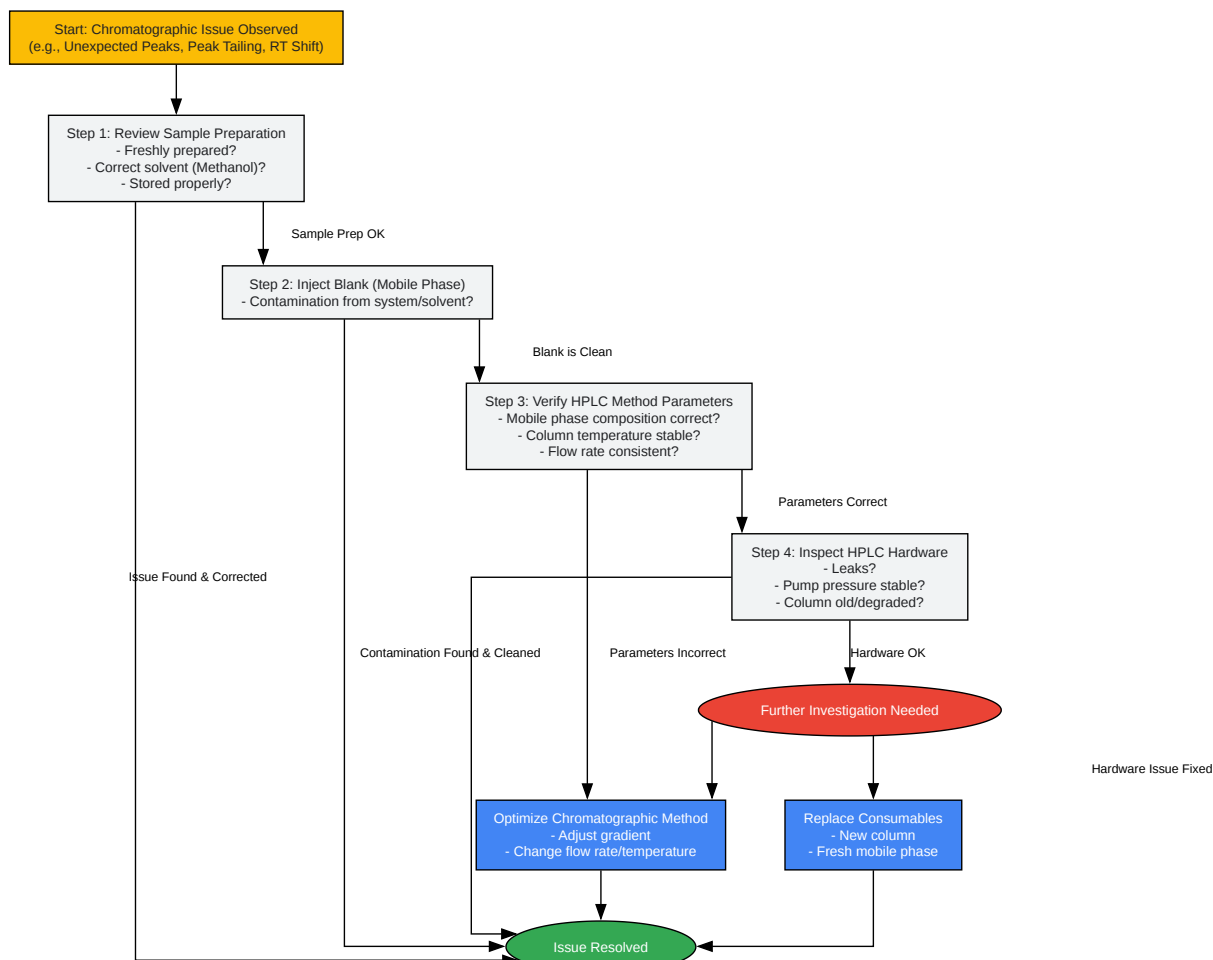 Start: Chromatographic Issue Observed
(e.g., Unexpected Peaks, Peak Tailing, RT Shift)
Step 1: Review Sample Preparation
- Freshly prepared?
- Correct solvent (Methanol)?
- Stored properly?
Sample Prep OK
Step 2: Inject Blank (Mobile Phase)
- Contamination from system/solvent?
Blank is Clean
Step 3: Verify HPLC Method Parameters
- Mobile phase composition correct?
- Column temperature stable?
- Flow rate consistent?
Parameters Correct
Step 4: Inspect HPLC Hardware
- Leaks?
- Pump pressure stable?
- Column old/degraded?
Issue Found & Corrected
Contamination Found & Cleaned
Parameters Incorrect
Hardware OK
Further Investigation Needed
Hardware Issue Fixed
Optimize Chromatographic Method
- Adjust gradient
- Change flow rate/temperature
Replace Consumables
- New column
- Fresh mobile phase
Issue Resolved